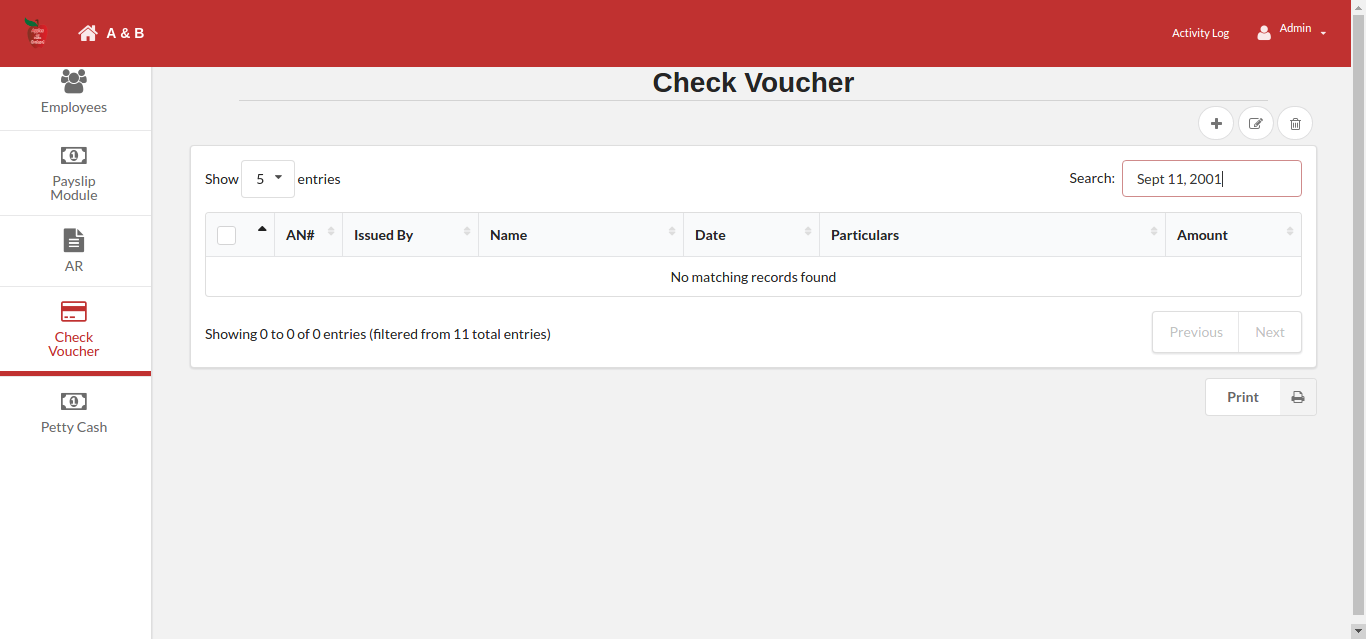 A & B
Activity Log
Admin
Employees
Payslip
Module
AR
Check
Voucher
Petty Cash
Check Voucher
Show 5 entries
Search: Sept 11, 2001
AN# Issued By Name Date Particulars Amount
No matching records found
Showing 0 to 0 of 0 entries (filtered from 11 total entries)
Previous Next
Print